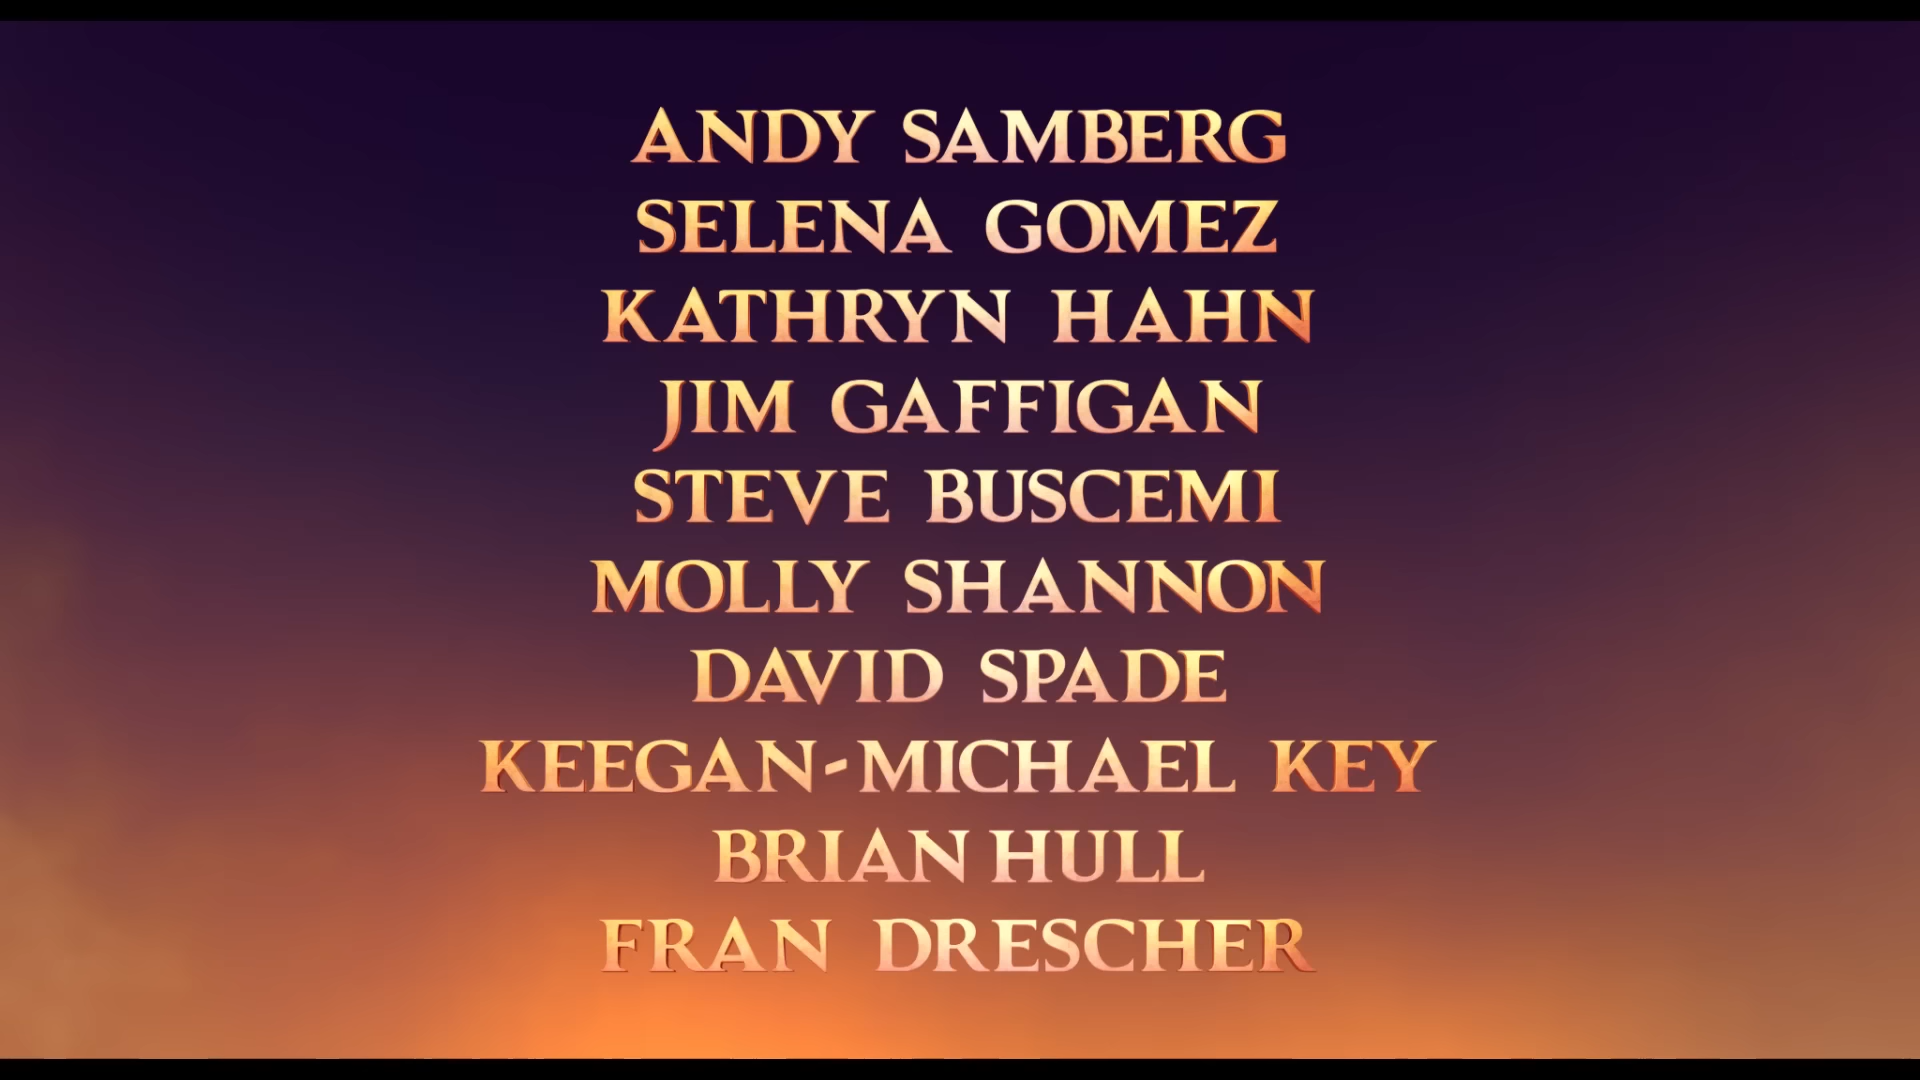 ANDY SAMBERG
SELENA GOMEZ
KATHRYN HAHN
JIM GAFFIGAN
STEVE BUSCEMI
MOLLY SHANNON
DAVID SPADE
KEEGAN-MICHAEL KEY
BRIAN HULL
FRAN DRESCHER